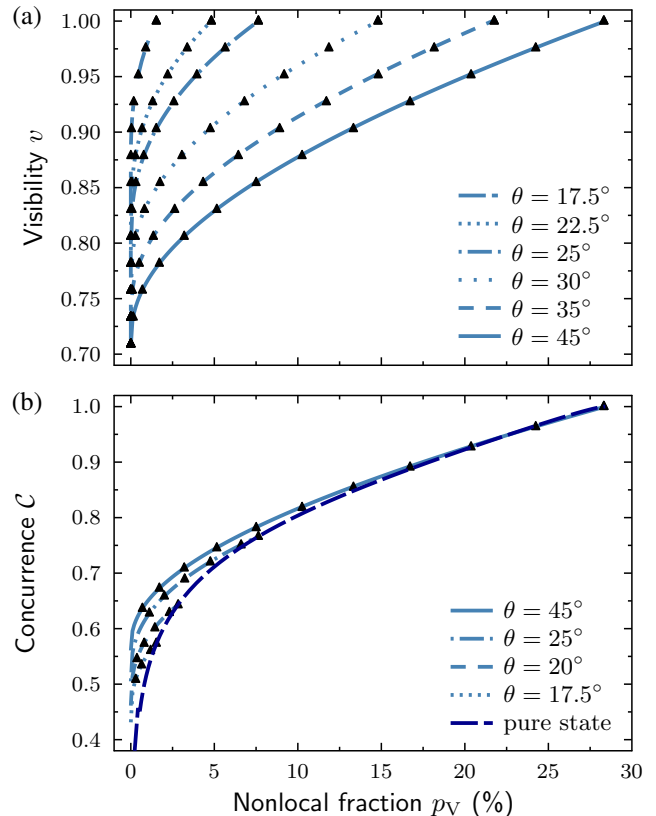 (a)
1.00
0.95
0.90
0.85
0.80
0.75
0.70
Visibility v
θ = 17.5°
θ = 22.5°
θ = 25°
θ = 30°
θ = 35°
θ = 45°
(b)
1.0
0.9
0.8
0.7
0.6
0.5
0.4
Concurrence 𝒞
θ = 45°
θ = 25°
θ = 20°
θ = 17.5°
pure state
0 5 10 15 20 25 30
Nonlocal fraction p_V (%)